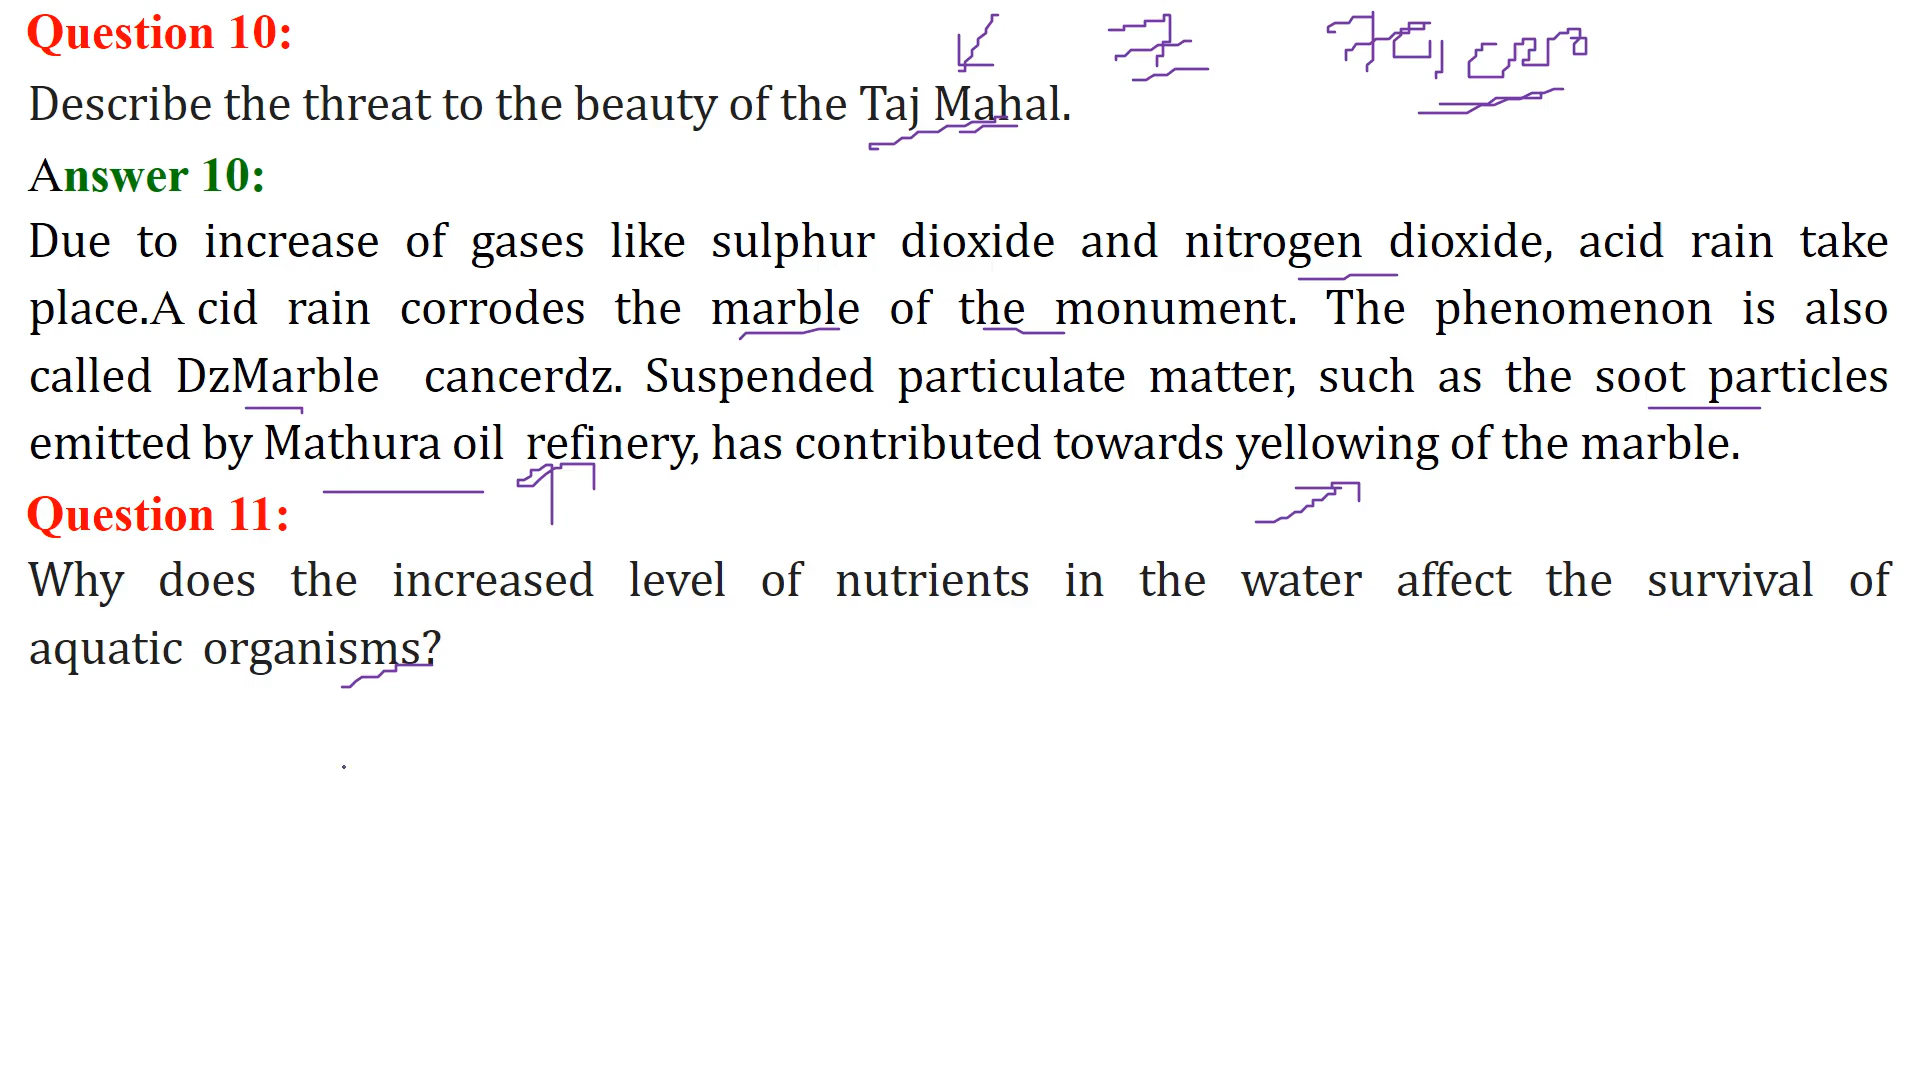 Question 10:
Describe the threat to the beauty of the Taj Mahal.
Answer 10:
Due to increase of gases like sulphur dioxide and nitrogen dioxide, acid rain take
place.A cid rain corrodes the marble of the monument. The phenomenon is also
called DzMarble cancerdz. Suspended particulate matter, such as the soot particles
emitted by Mathura oil refinery, has contributed towards yellowing of the marble.
Question 11:
Why does the increased level of nutrients in the water affect the survival of
aquatic organisms?